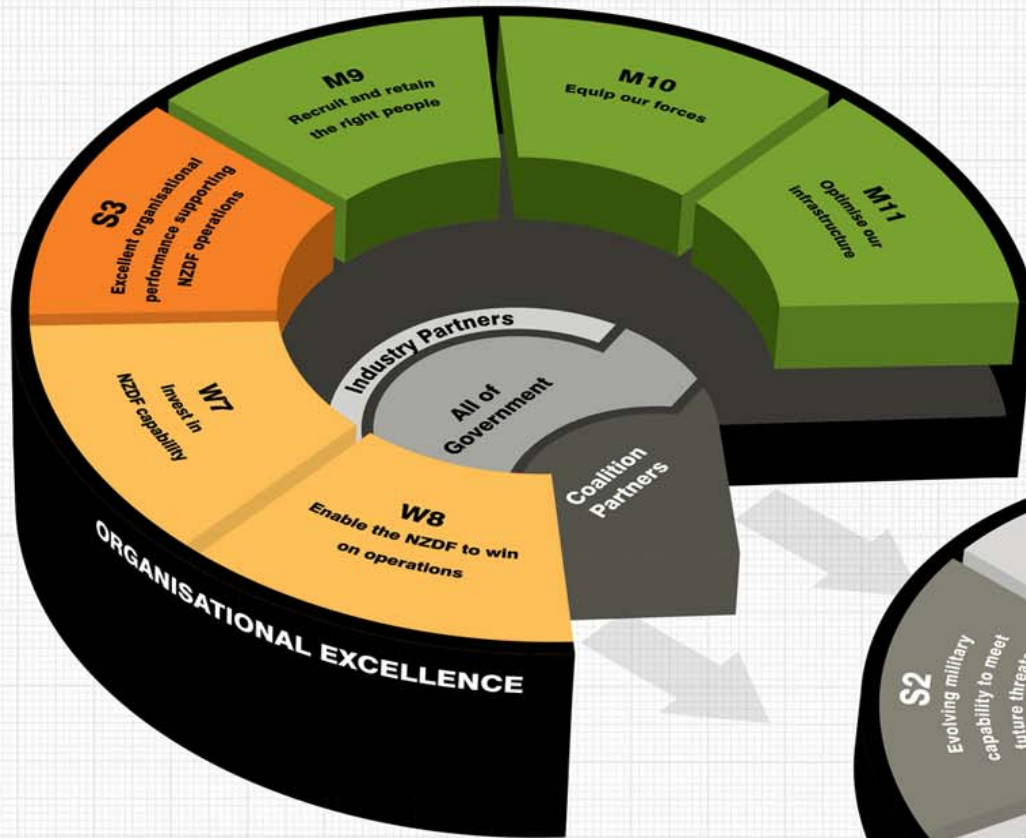 M9
Recruit and retain
the right people
M10
Equip our forces
M11
Optimise our
infrastructure
S3
Excellent organisational
performance supporting
NZDF operations
W7
Invest in
NZDF capability
W8
Enable the NZDF to win
on operations
Industry Partners
All of
Government
Coalition
Partners
ORGANISATIONAL EXCELLENCE
S2
Evolving military
capability to meet
future threats